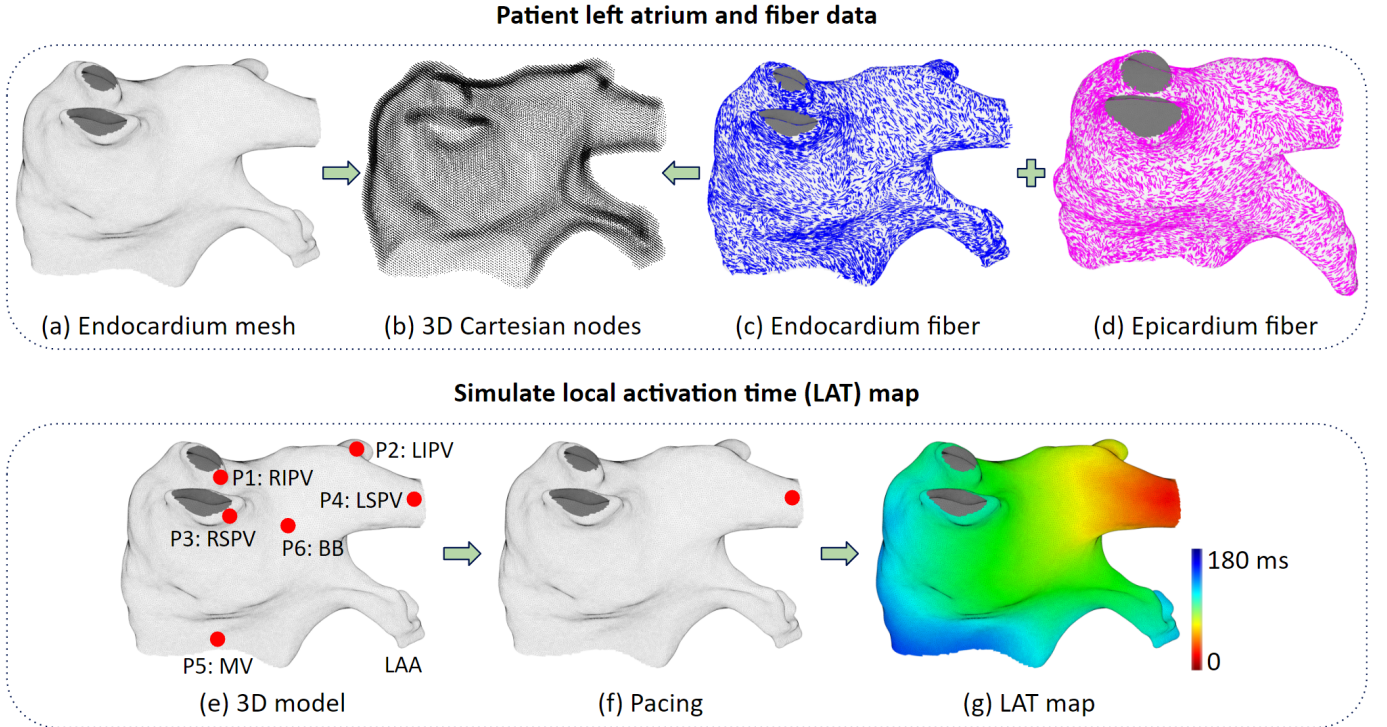 Patient left atrium and fiber data
(a) Endocardium mesh
(b) 3D Cartesian nodes
(c) Endocardium fiber
(d) Epicardium fiber
Simulate local activation time (LAT) map
P2: LIPV
P1: RIPV
P4: LSPV
P3: RSPV
P6: BB
P5: MV
LAA
180 ms
0
(e) 3D model
(f) Pacing
(g) LAT map